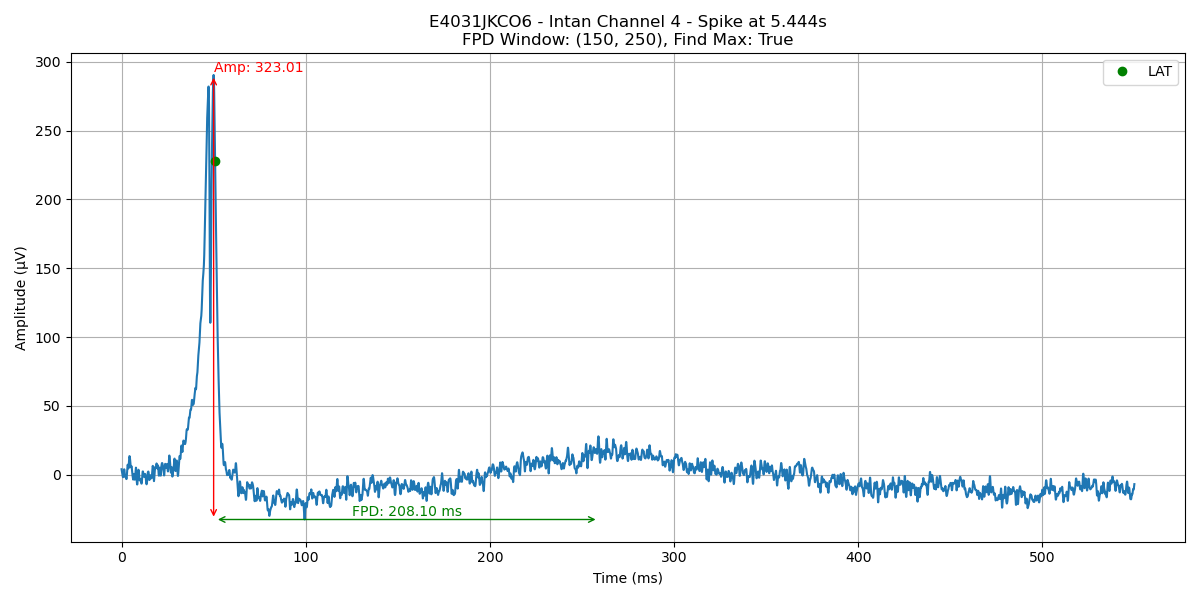 E4031JKCO6 - Intan Channel 4 - Spike at 5.444s
FPD Window: (150, 250), Find Max: True
Amp: 323.01
LAT
300
250
200
150
100
50
0
Amplitude (µV)
FPD: 208.10 ms
0 100 200 300 400 500
Time (ms)